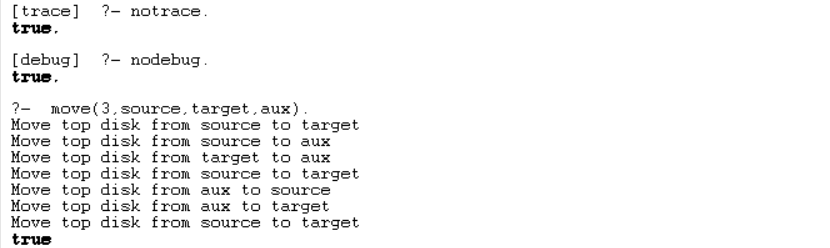 [trace]  ?- notrace.
true.
[debug]  ?- nodebug.
true.
?-  move(3,source,target,aux).
Move top disk from source to target
Move top disk from source to aux
Move top disk from target to aux
Move top disk from source to target
Move top disk from aux to source
Move top disk from aux to target
Move top disk from source to target
true